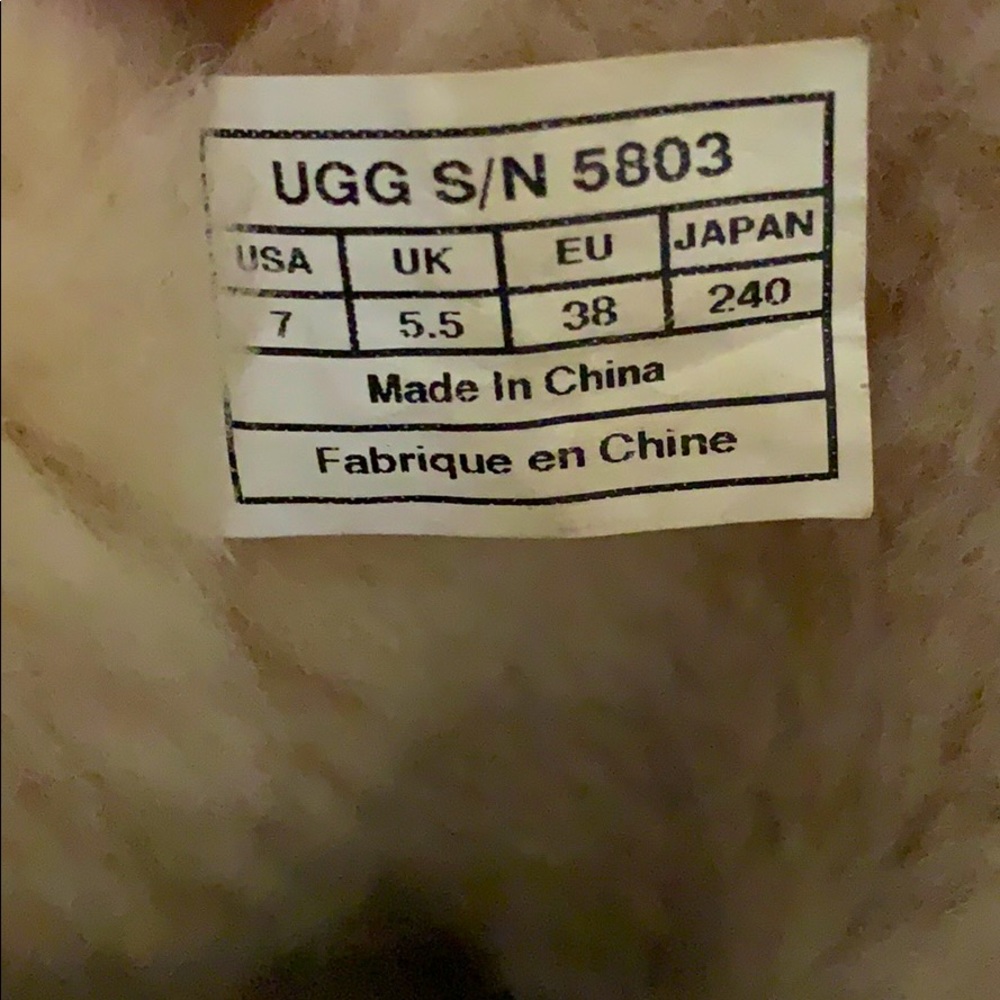 UGG S/N 5803
USA UK EU JAPAN
7 5.5 38 240
Made In China
Fabrique en Chine